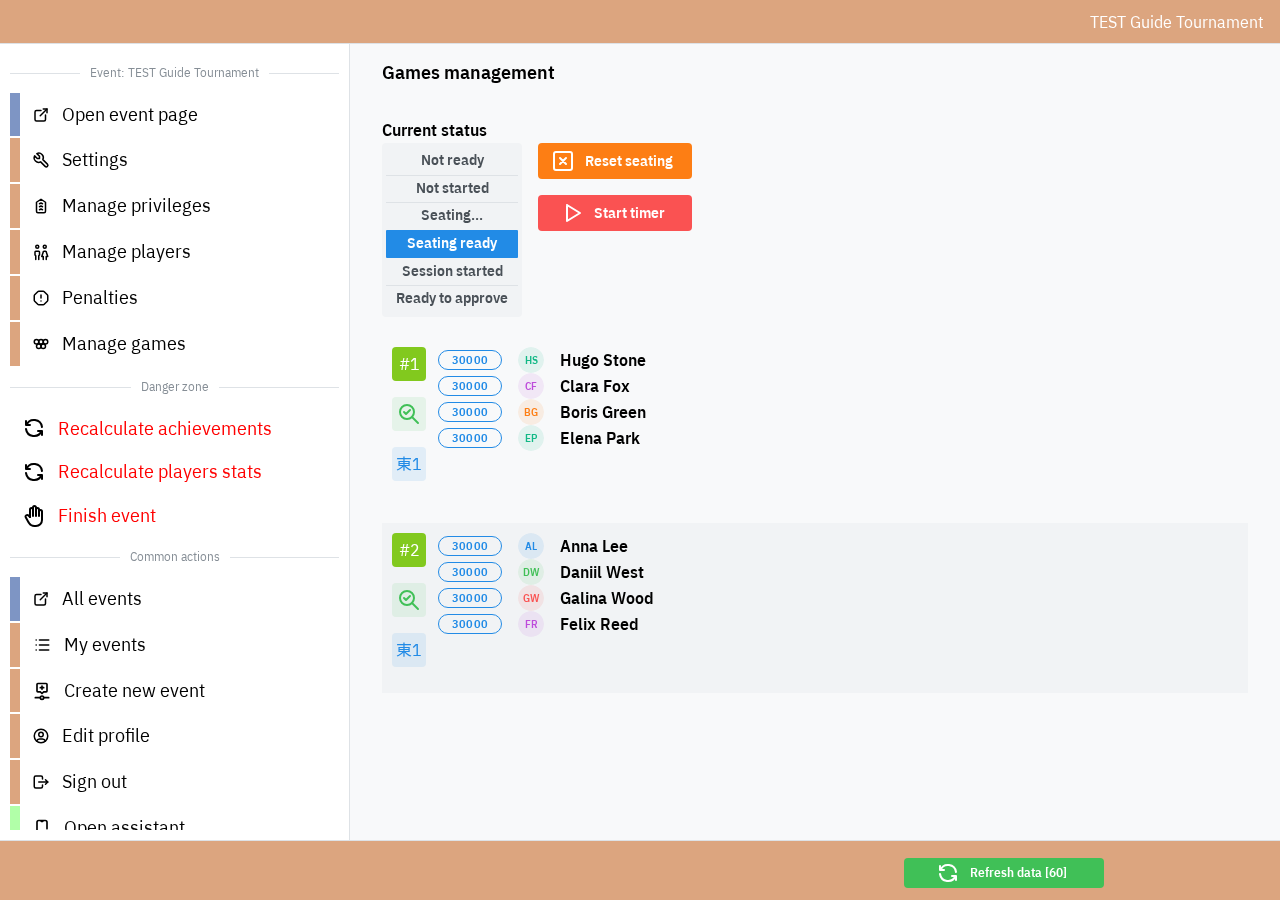 TEST Guide Tournament
Event: TEST Guide Tournament
Open event page
Settings
Manage privileges
Manage players
Penalties
Manage games
Danger zone
Recalculate achievements
Recalculate players stats
Finish event
Common actions
All events
My events
Create new event
Edit profile
Sign out
Open assistant
Games management
Current status
Not ready
Not started
Seating...
Seating ready
Session started
Ready to approve
Reset seating
Start timer
#1
東1
30000 HS Hugo Stone
30000 CF Clara Fox
30000 BG Boris Green
30000 EP Elena Park
#2
東1
30000 AL Anna Lee
30000 DW Daniil West
30000 GW Galina Wood
30000 FR Felix Reed
Refresh data [60]